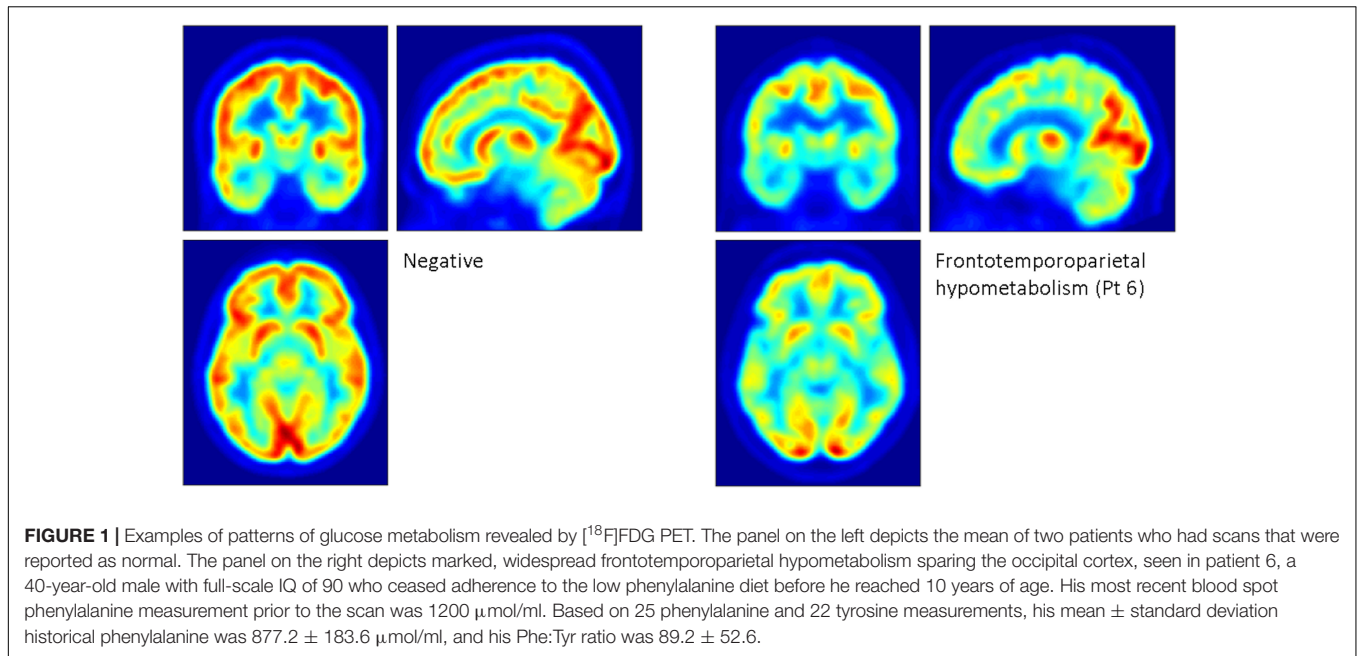 Negative
Frontotemporoparietal
hypometabolism (Pt 6)
FIGURE 1 | Examples of patterns of glucose metabolism revealed by [18F]FDG PET. The panel on the left depicts the mean of two patients who had scans that were
reported as normal. The panel on the right depicts marked, widespread frontotemporoparietal hypometabolism sparing the occipital cortex, seen in patient 6, a
40-year-old male with full-scale IQ of 90 who ceased adherence to the low phenylalanine diet before he reached 10 years of age. His most recent blood spot
phenylalanine measurement prior to the scan was 1200 μmol/ml. Based on 25 phenylalanine and 22 tyrosine measurements, his mean ± standard deviation
historical phenylalanine was 877.2 ± 183.6 μmol/ml, and his Phe:Tyr ratio was 89.2 ± 52.6.